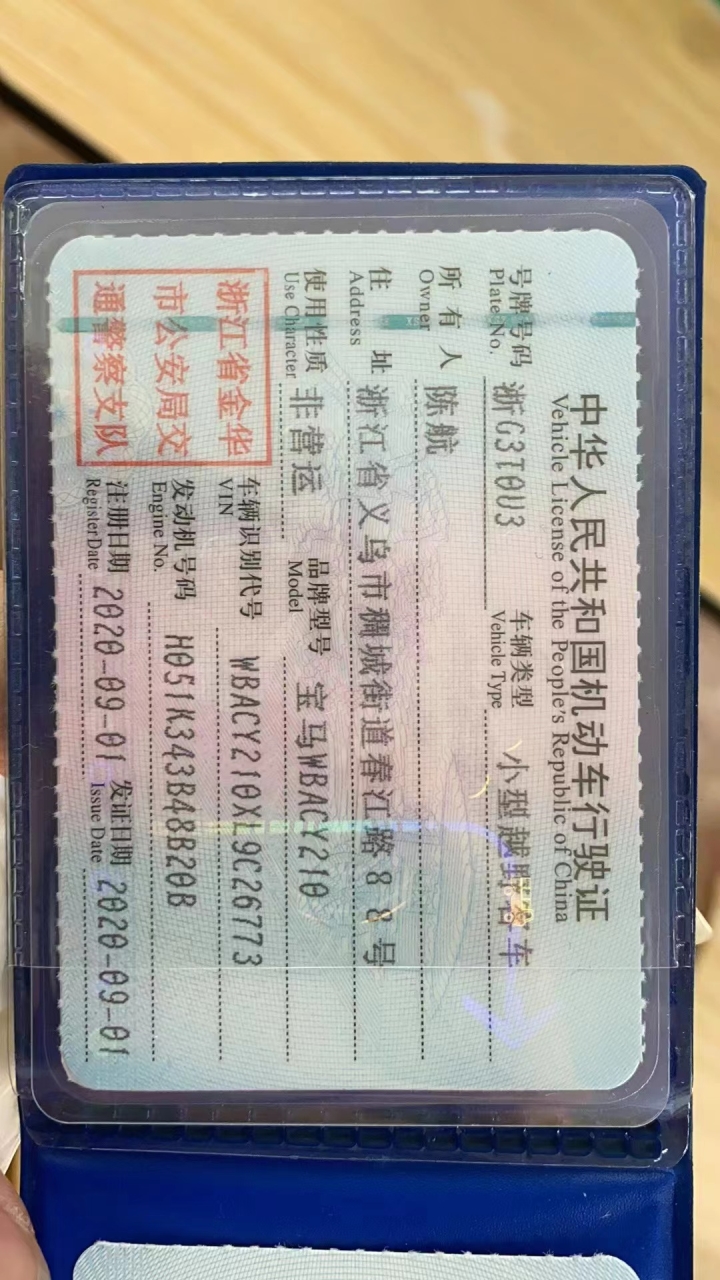 中华人民共和国机动车行驶证
Vehicle License of the People's Republic of China
号牌号码 浙G3T0U3 车辆类型 小型越野客车
Plate No. Vehicle Type
所有人 陈航
Owner
住址 浙江省义乌市稠城街道春江路88号
Address
使用性质 非营运 品牌型号 宝马WBACY210
Use Character Model
浙江省金华
市公安局交
通警察支队
车辆识别代号 WBACY210XL9C26773
VIN
发动机号码 H051K343B48B20B
Engine No.
注册日期 2020-09-01 发证日期 2020-09-01
Register Date Issue Date